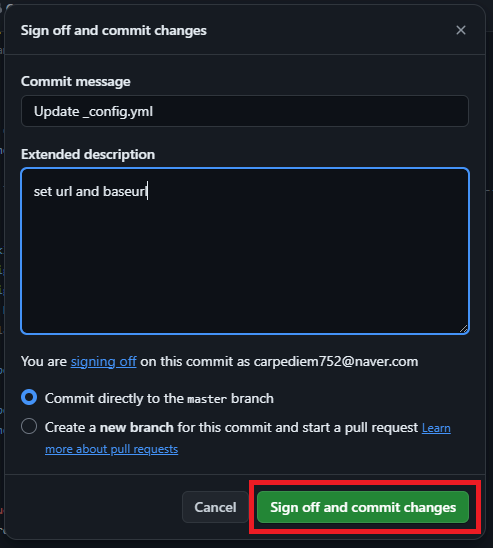 Sign off and commit changes
Commit message
Update _config.yml
Extended description
set url and baseurl
You are signing off on this commit as carpediem752@naver.com
Commit directly to the master branch
Create a new branch for this commit and start a pull request Learn
more about pull requests
Cancel
Sign off and commit changes